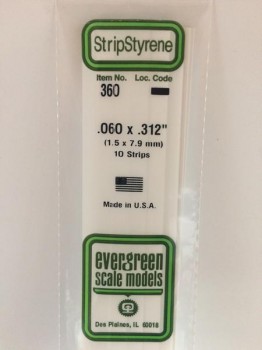 StripStyrene
Item No. Loc. Code
360
.060 x .312"
(1.5 x 7.9 mm)
10 Strips
Made in U.S.A.
evergreen
scale models
Des Plaines, IL 60018